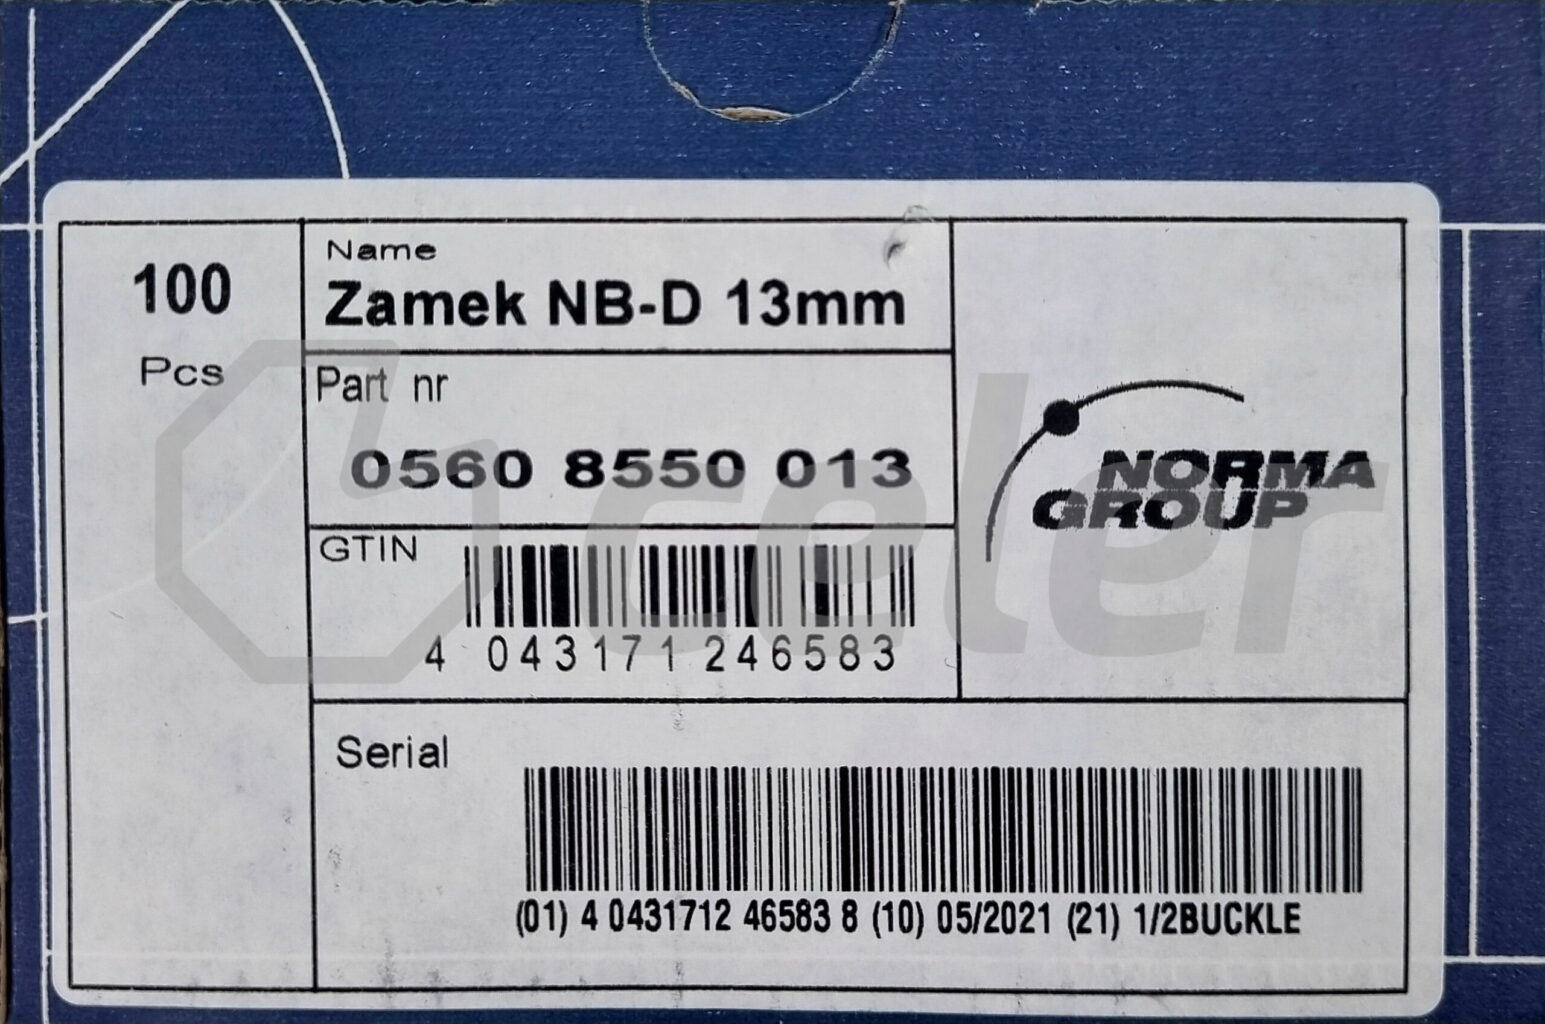 100
Pcs
Name
Zamek NB-D 13mm
Part nr
0560 8550 013
GTIN
4 043171 246583
NORMA
GROUP
celer
Serial
(01) 4 0431712 46583 8 (10) 05/2021 (21) 1/2BUCKLE